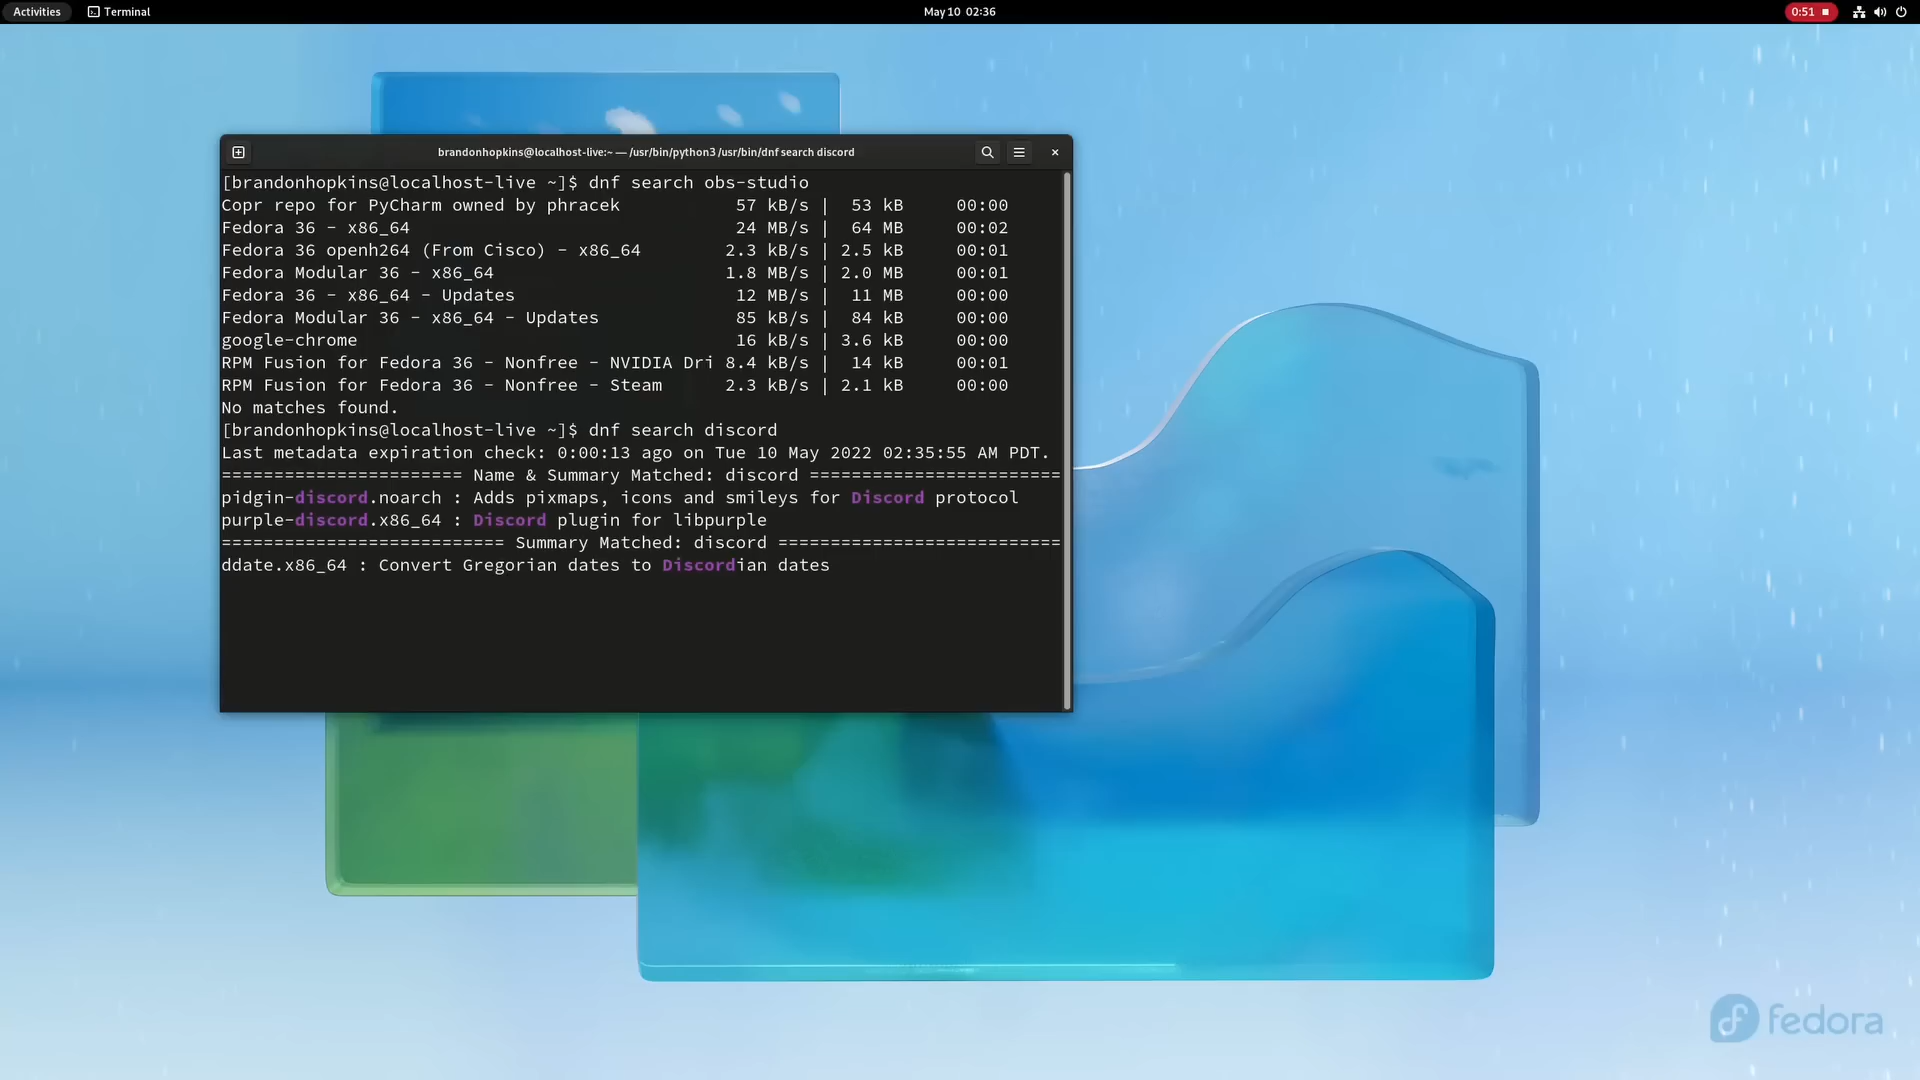 Activities Terminal May 10 02:36 0:51
brandonhopkins@localhost-live:~ — /usr/bin/python3 /usr/bin/dnf search discord
[brandonhopkins@localhost-live ~]$ dnf search obs-studio
Copr repo for PyCharm owned by phracek 57 kB/s | 53 kB 00:00
Fedora 36 - x86_64 24 MB/s | 64 MB 00:02
Fedora 36 openh264 (From Cisco) - x86_64 2.3 kB/s | 2.5 kB 00:01
Fedora Modular 36 - x86_64 1.8 MB/s | 2.0 MB 00:01
Fedora 36 - x86_64 - Updates 12 MB/s | 11 MB 00:00
Fedora Modular 36 - x86_64 - Updates 85 kB/s | 84 kB 00:00
google-chrome 16 kB/s | 3.6 kB 00:00
RPM Fusion for Fedora 36 - Nonfree - NVIDIA Dri 8.4 kB/s | 14 kB 00:01
RPM Fusion for Fedora 36 - Nonfree - Steam 2.3 kB/s | 2.1 kB 00:00
No matches found.
[brandonhopkins@localhost-live ~]$ dnf search discord
Last metadata expiration check: 0:00:13 ago on Tue 10 May 2022 02:35:55 AM PDT.
======================= Name & Summary Matched: discord ========================
pidgin-discord.noarch : Adds pixmaps, icons and smileys for Discord protocol
purple-discord.x86_64 : Discord plugin for libpurple
=========================== Summary Matched: discord ===========================
ddate.x86_64 : Convert Gregorian dates to Discordian dates
fedora